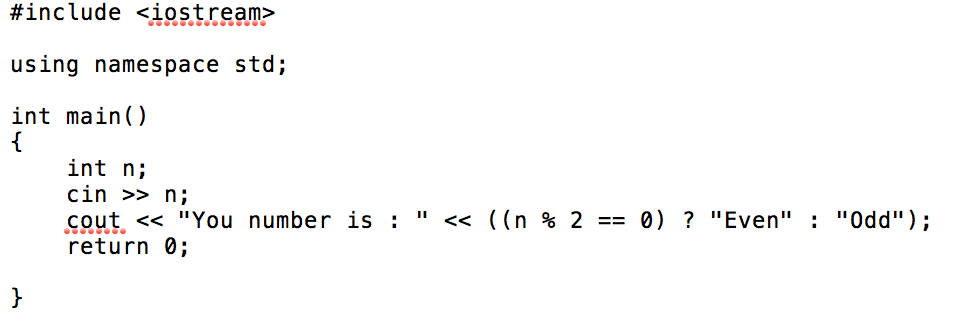 #include <iostream>
using namespace std;
int main()
{
int n;
cin >> n;
cout << "You number is : " << ((n % 2 == 0) ? "Even" : "Odd");
return 0;
}